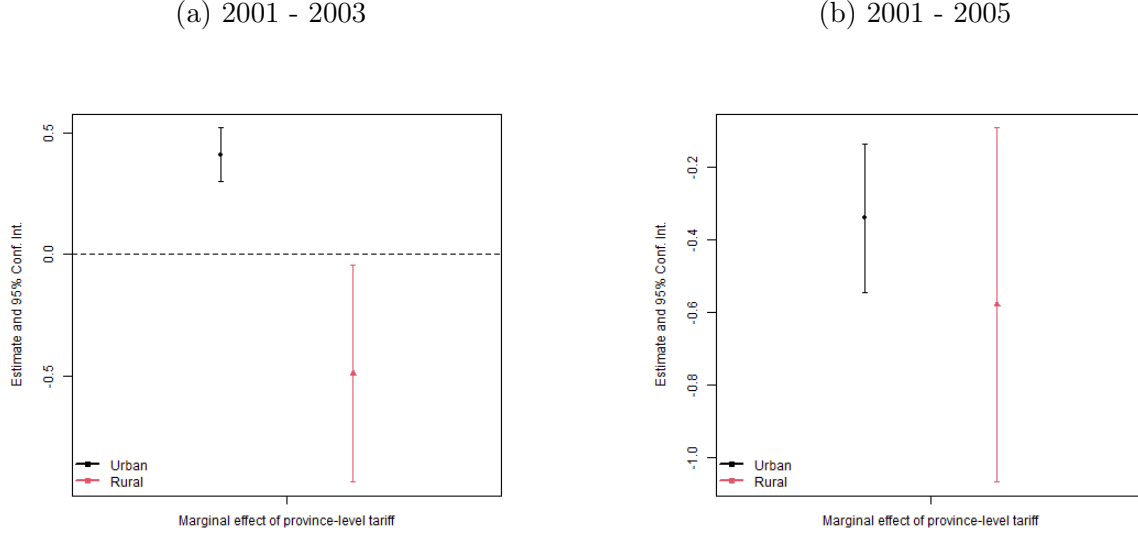 (a) 2001 - 2003
Estimate and 95% Conf. Int.
0.5
0.0
-0.5
Urban
Rural
Marginal effect of province-level tariff
(b) 2001 - 2005
Estimate and 95% Conf. Int.
-0.2
-0.4
-0.6
-0.8
-1.0
Urban
Rural
Marginal effect of province-level tariff